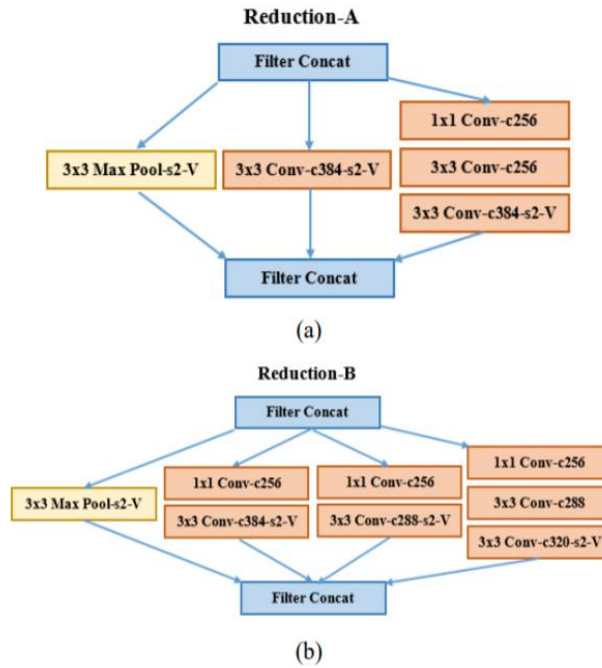 Reduction-A
Filter Concat
1x1 Conv-c256
3x3 Max Pool-s2-V
3x3 Conv-c384-s2-V
3x3 Conv-c256
3x3 Conv-c384-s2-V
Filter Concat
(a)
Reduction-B
Filter Concat
3x3 Max Pool-s2-V
1x1 Conv-c256
3x3 Conv-c384-s2-V
1x1 Conv-c256
3x3 Conv-c288-s2-V
1x1 Conv-c256
3x3 Conv-c288
3x3 Conv-c320-s2-V
Filter Concat
(b)